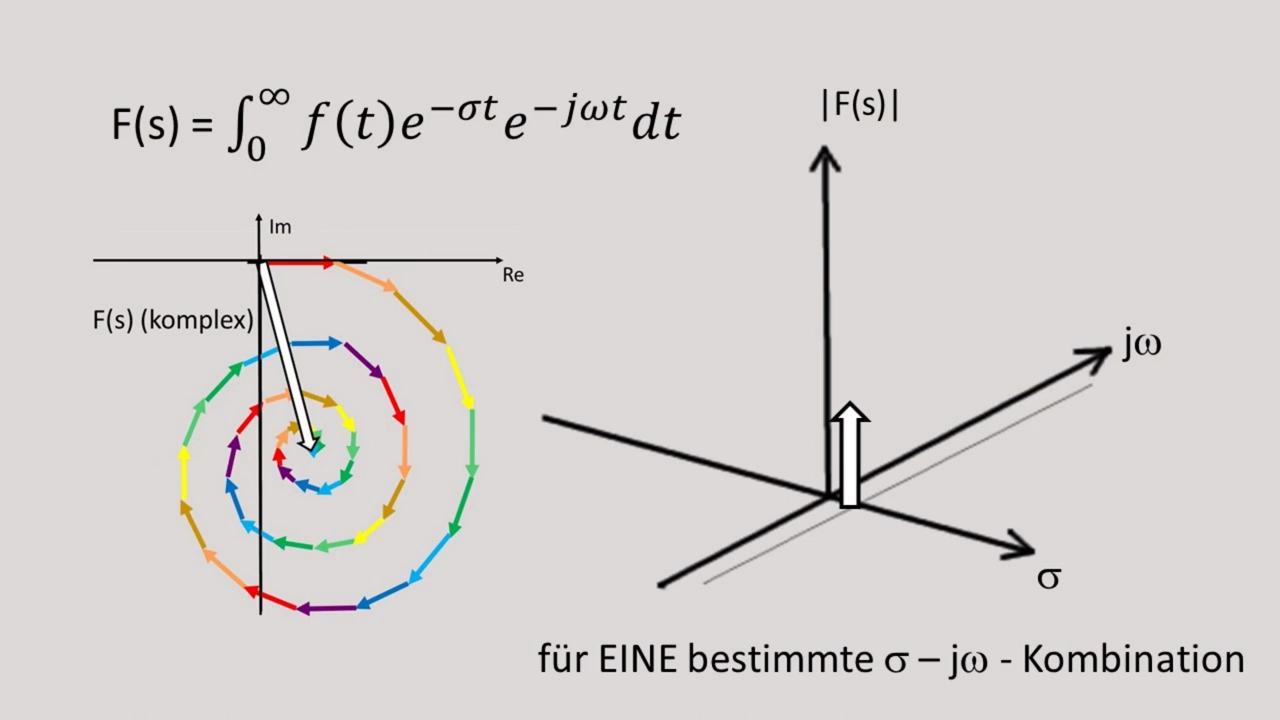 F(s) = ∫₀^∞ f(t)e^{−σt}e^{−jωt}dt
|F(s)|
Im
Re
F(s) (komplex)
jω
σ
für EINE bestimmte σ – jω - Kombination